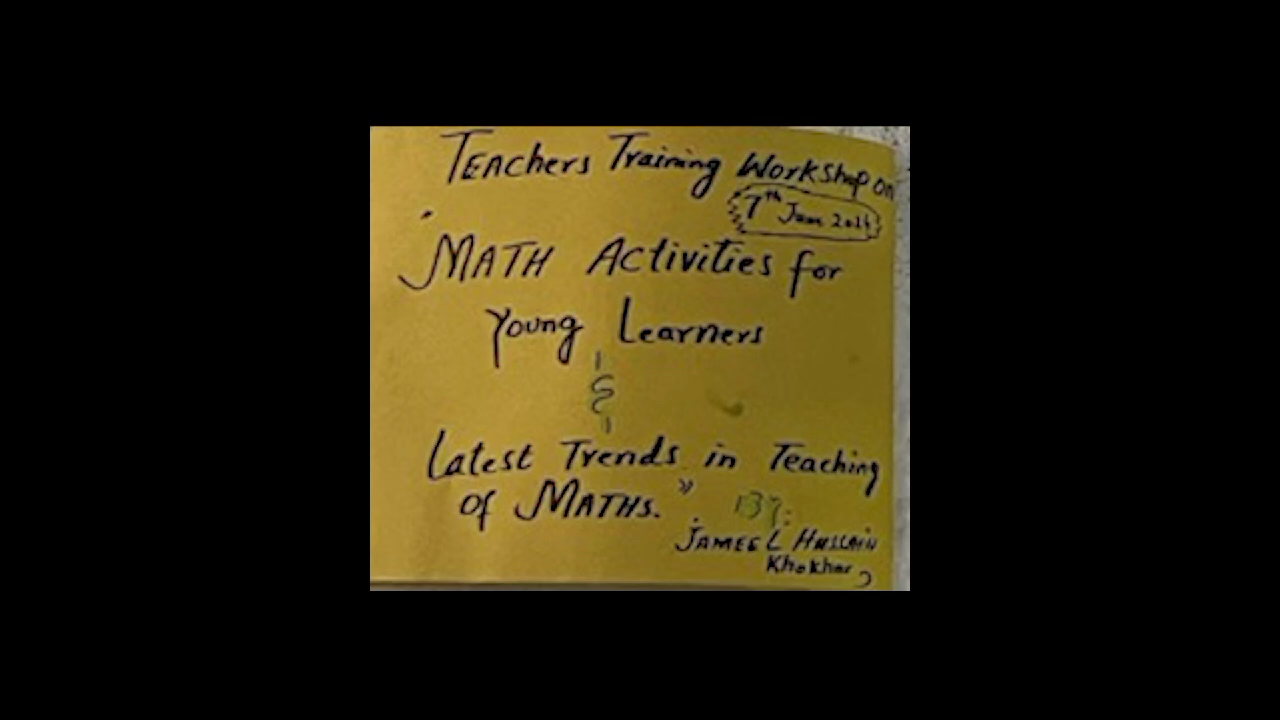 TEAchers Training Workshop on
7th Jan
"MATH Activities for
Young Learners
&
Latest Trends in Teaching
of MATHS."
By:
JAMEEL HUSSAIN
Khokhar